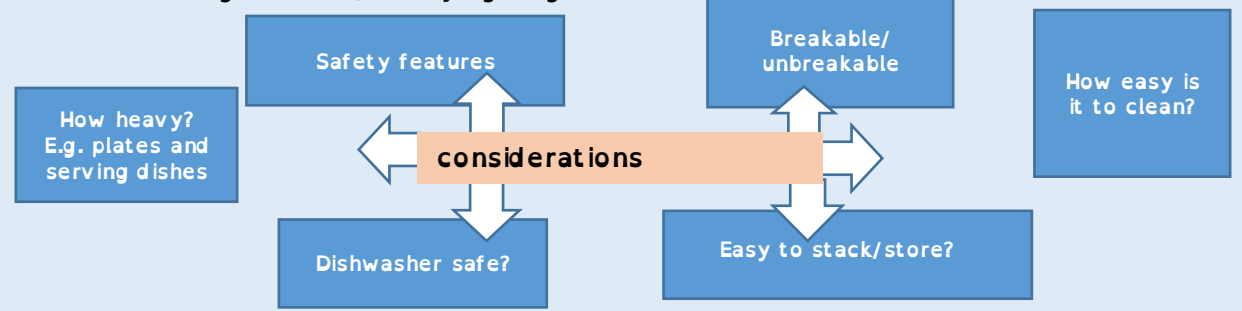 Safety features
Breakable/
unbreakable
How easy is
it to clean?
How heavy?
E.g. plates and
serving dishes
considerations
Dishwasher safe?
Easy to stack/store?